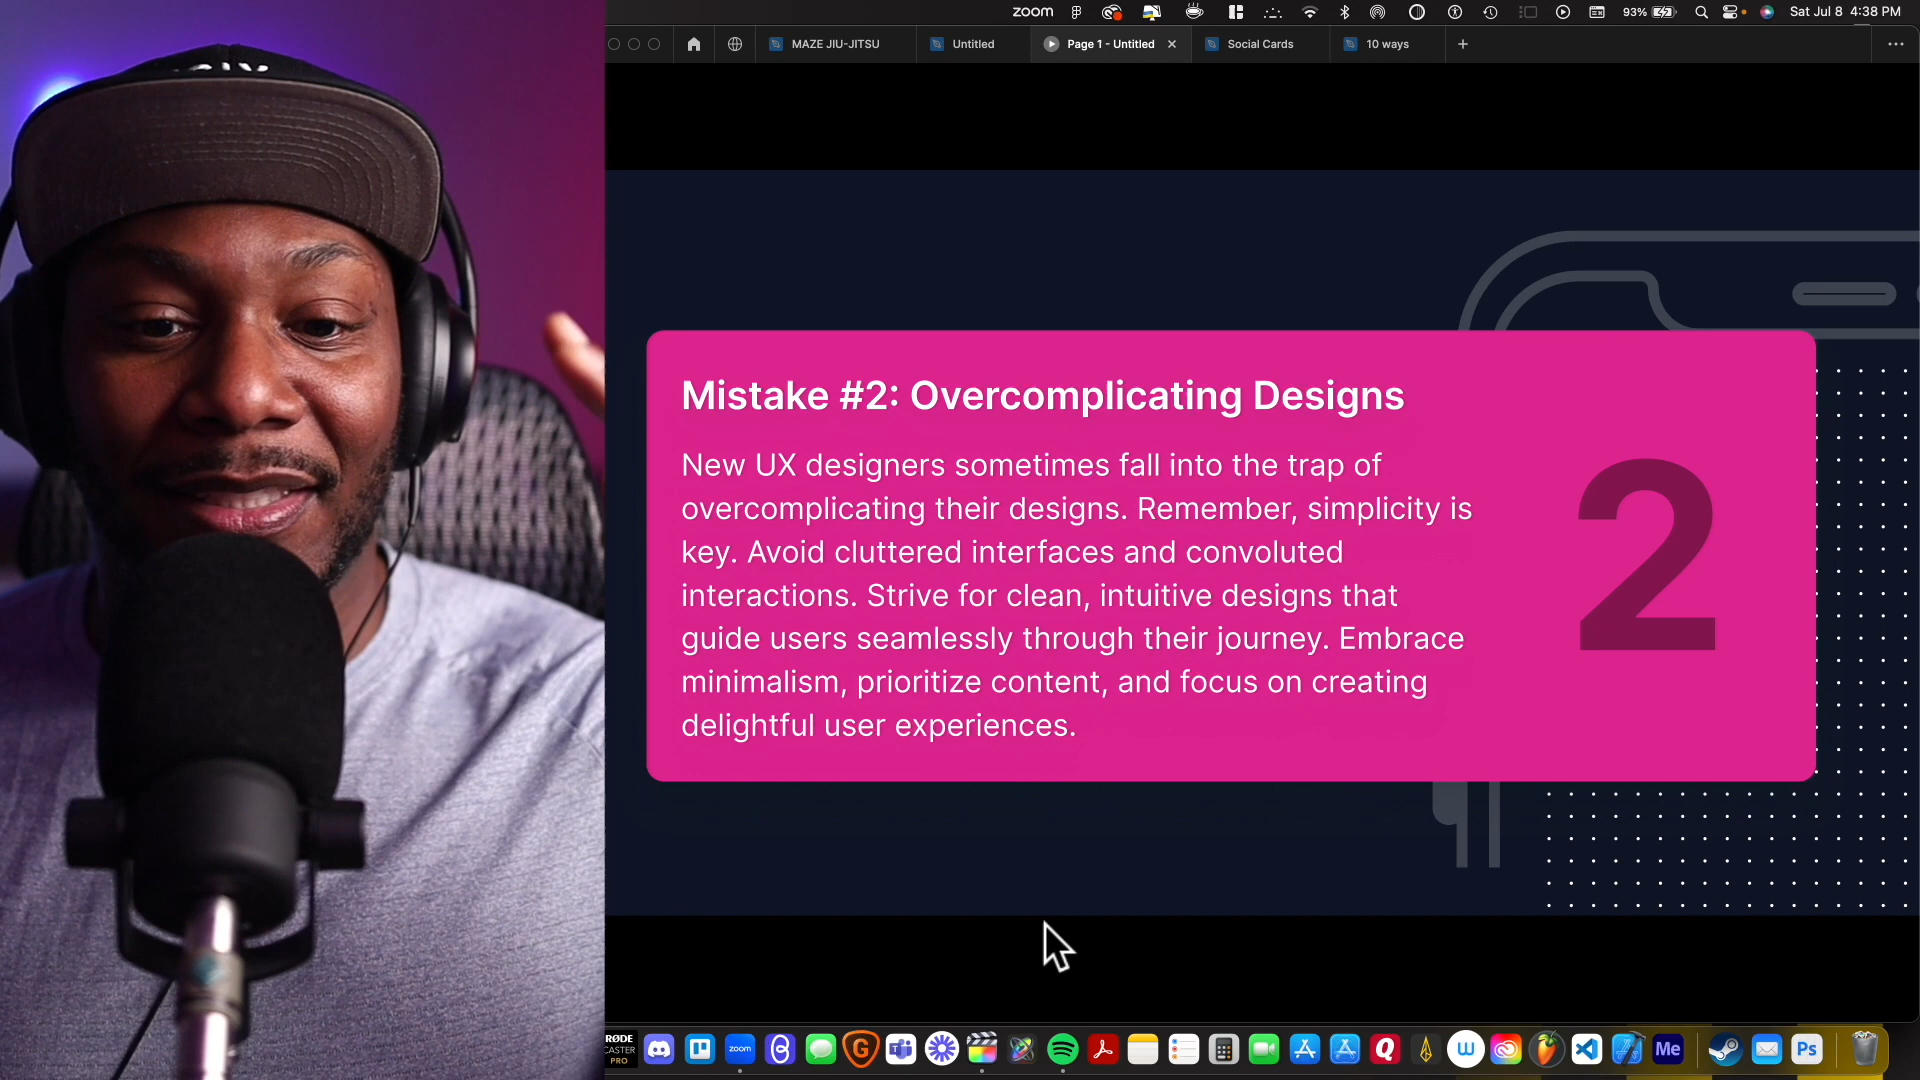 zoom
93%
Sat Jul 8 4:38 PM
MAZE JIU-JITSU
Untitled
Page 1 - Untitled
Social Cards
10 ways
Mistake #2: Overcomplicating Designs
New UX designers sometimes fall into the trap of
overcomplicating their designs. Remember, simplicity is
key. Avoid cluttered interfaces and convoluted
interactions. Strive for clean, intuitive designs that
guide users seamlessly through their journey. Embrace
minimalism, prioritize content, and focus on creating
delightful user experiences.
2
RØDE
CASTER
PRO
zoom
Me
Ps